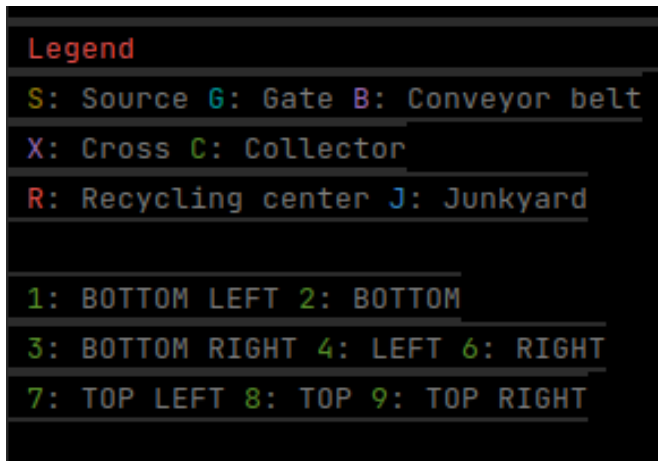 Legend
S: Source G: Gate B: Conveyor belt
X: Cross C: Collector
R: Recycling center J: Junkyard
1: BOTTOM LEFT 2: BOTTOM
3: BOTTOM RIGHT 4: LEFT 6: RIGHT
7: TOP LEFT 8: TOP 9: TOP RIGHT